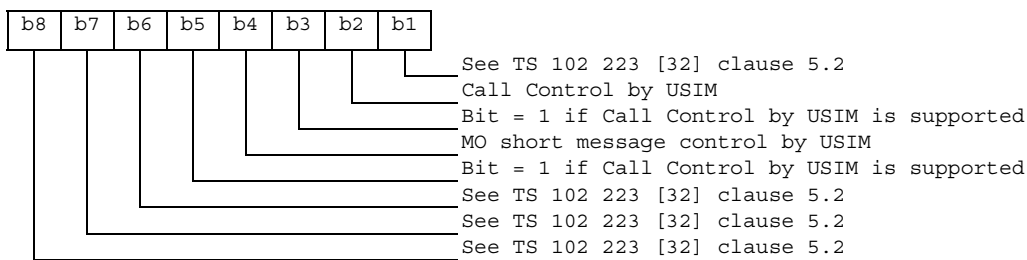 b8 b7 b6 b5 b4 b3 b2 b1
See TS 102 223 [32] clause 5.2
Call Control by USIM
Bit = 1 if Call Control by USIM is supported
MO short message control by USIM
Bit = 1 if Call Control by USIM is supported
See TS 102 223 [32] clause 5.2
See TS 102 223 [32] clause 5.2
See TS 102 223 [32] clause 5.2